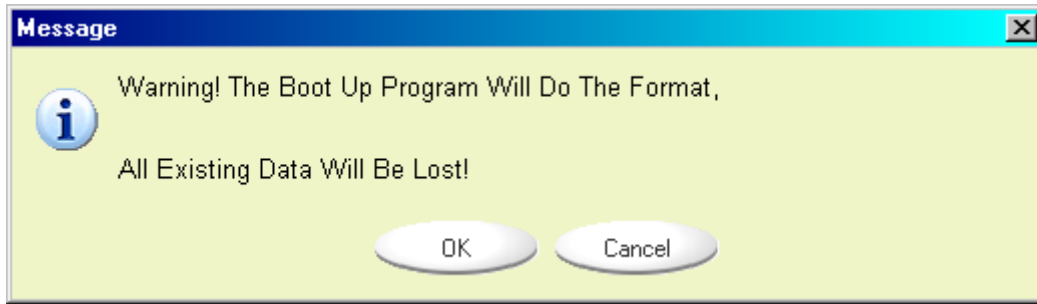 Message
Warning! The Boot Up Program Will Do The Format,
All Existing Data Will Be Lost!
OK Cancel